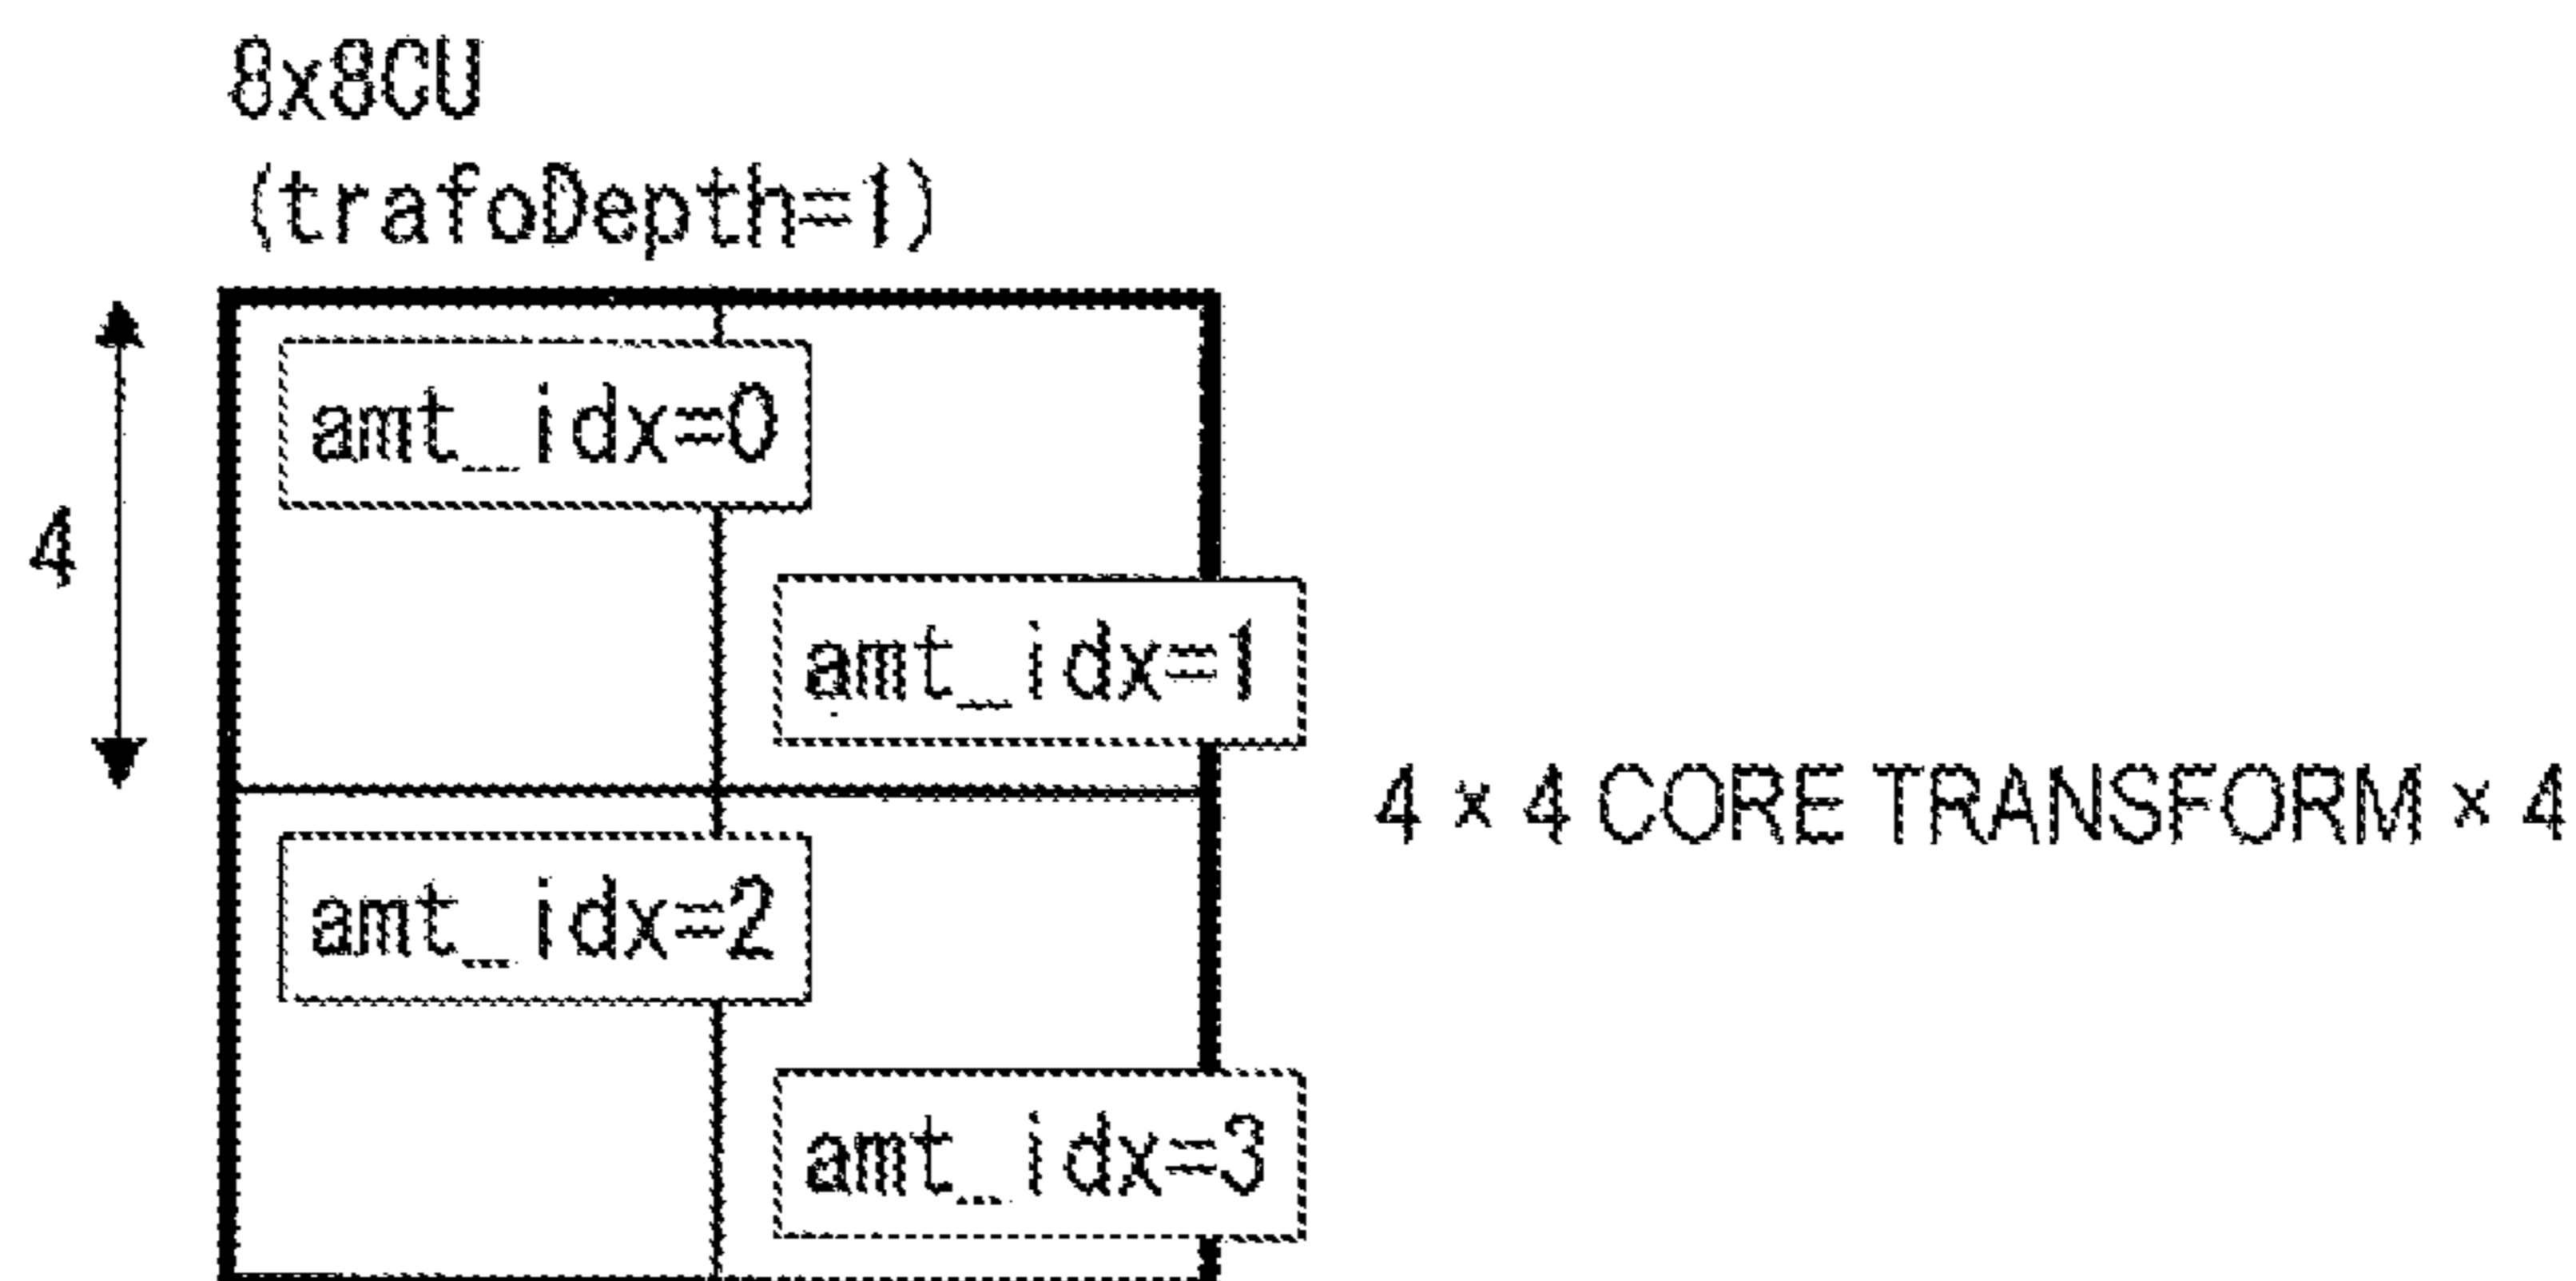 8x8CU
(trafoDepth=1)
amt_idx=0
4
amt_idx=1
4 × 4 CORE TRANSFORM × 4
amt_idx=2
amt_idx=3